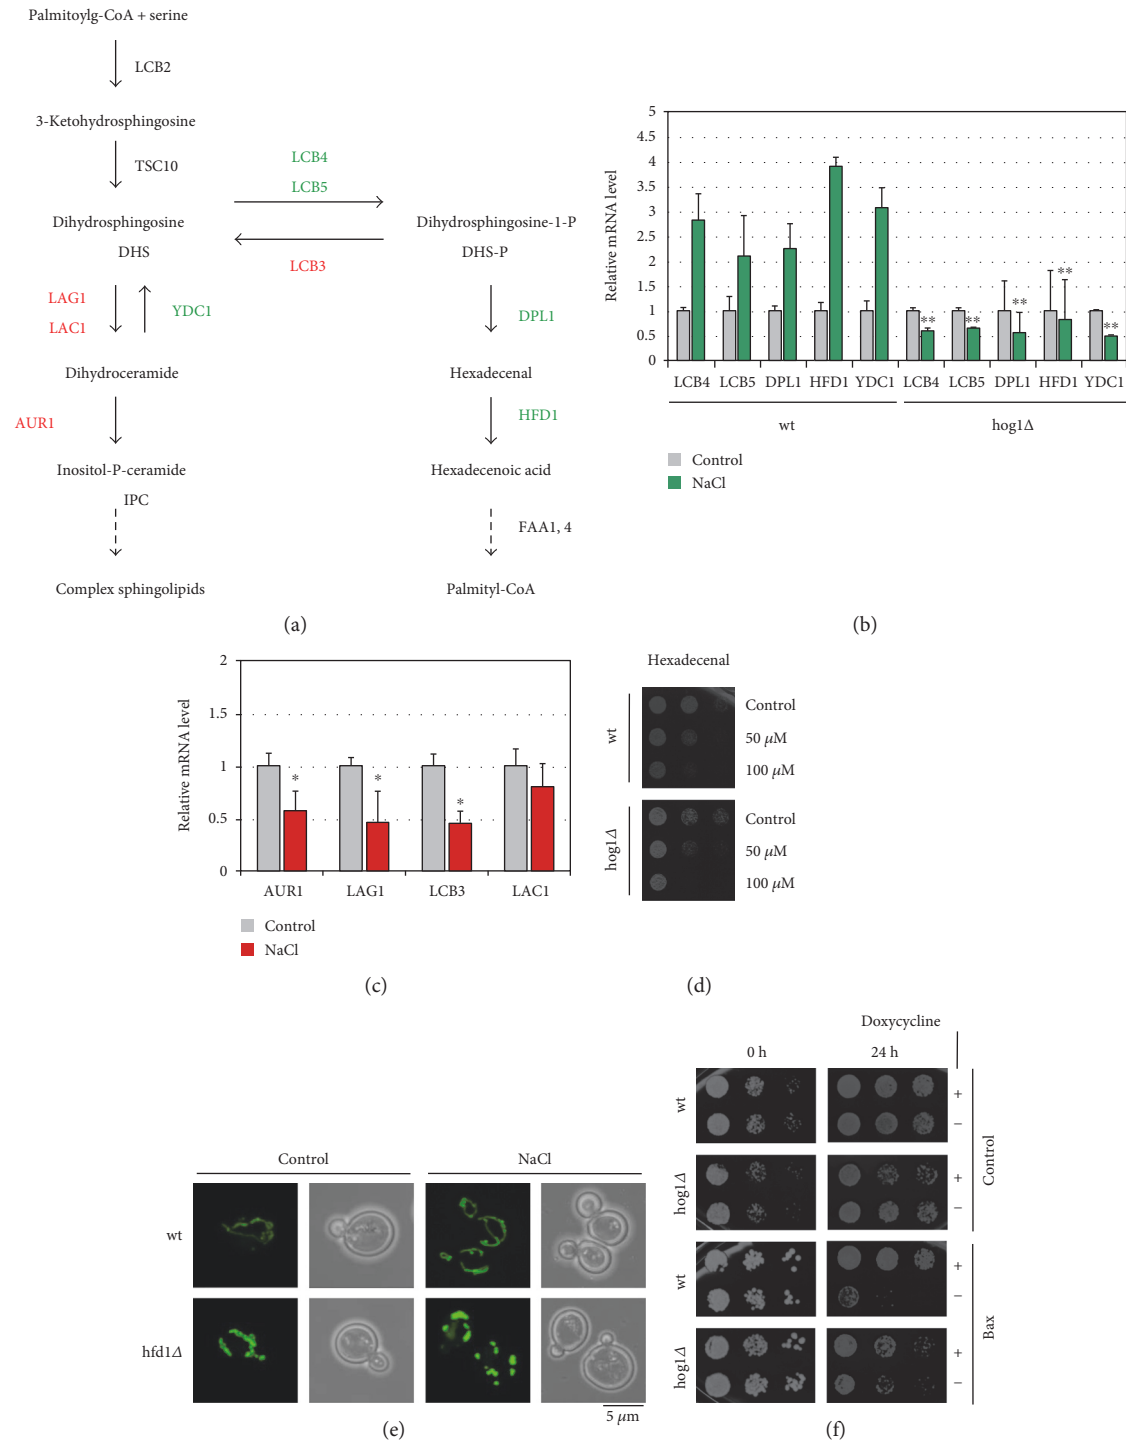 Palmitoylg-CoA + serine
LCB2
3-Ketohydrosphingosine
TSC10
LCB4
LCB5
Dihydrosphingosine
DHS
Dihydrosphingosine-1-P
DHS-P
LCB3
LAG1
LAC1
YDC1
DPL1
Dihydroceramide
Hexadecenal
AUR1
HFD1
Inositol-P-ceramide
IPC
Hexadecenoic acid
FAA1, 4
Complex sphingolipids
Palmityl-CoA
(a)
Relative mRNA level
5
4.5
4
3.5
3
2.5
2
1.5
1
0.5
0
** ** ** ** **
LCB4 LCB5 DPL1 HFD1 YDC1 LCB4 LCB5 DPL1 HFD1 YDC1
wt hog1Δ
Control
NaCl
(b)
Relative mRNA level
2
1.5
1
0.5
0
* * *
AUR1 LAG1 LCB3 LAC1
Control
NaCl
(c)
Hexadecenal
wt
Control
50 μM
100 μM
hog1Δ
Control
50 μM
100 μM
(d)
Control NaCl
wt
hfd1Δ
5 μm
(e)
Doxycycline
0 h 24 h
wt + −
hog1Δ + −
Control
wt + −
hog1Δ + −
Bax
(f)